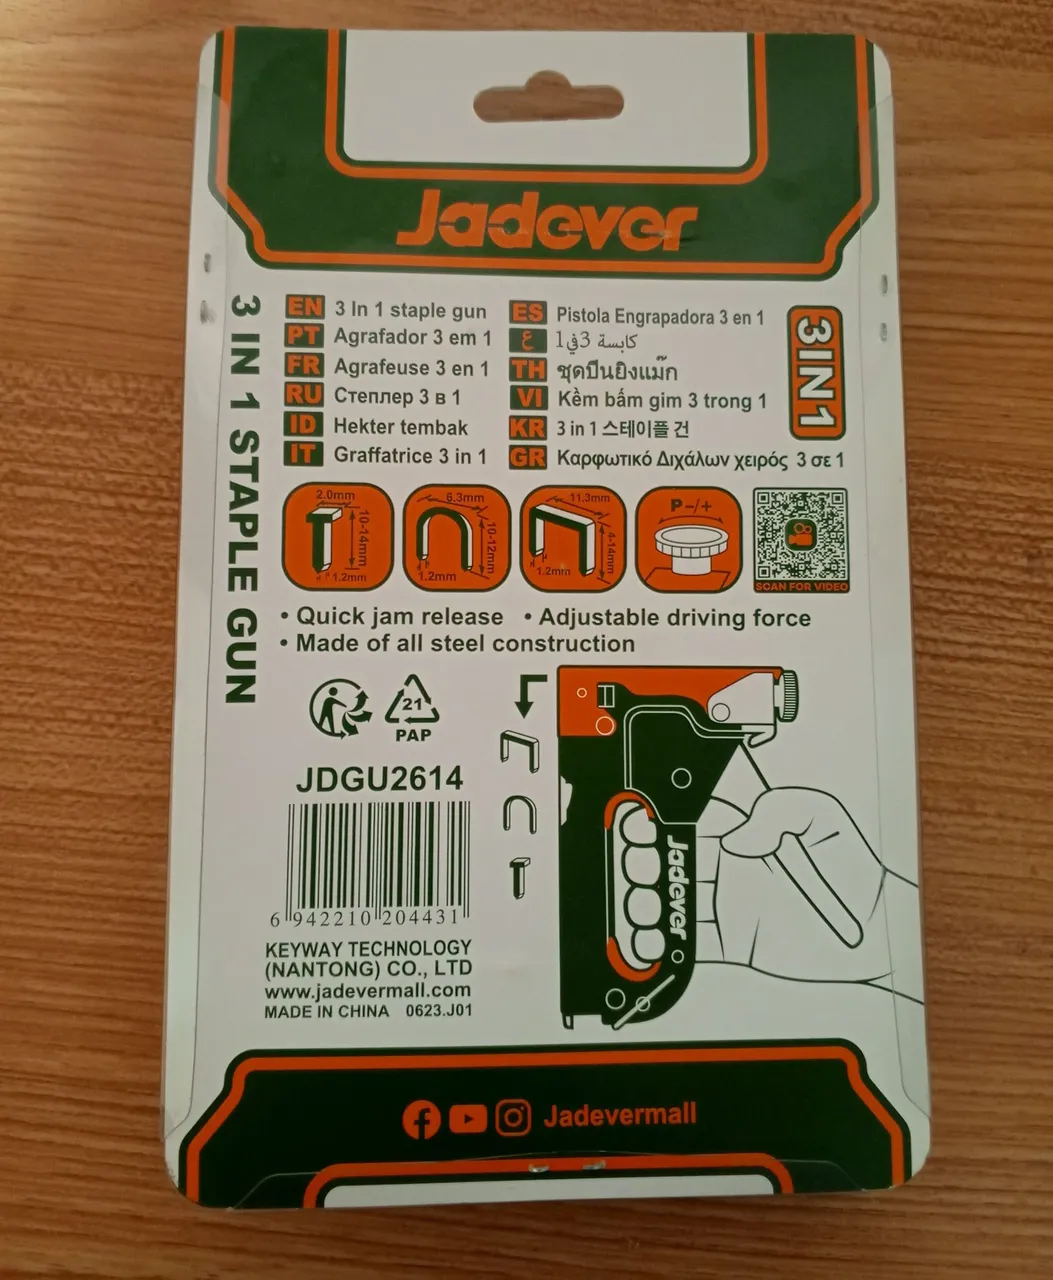 Jadever
3 IN 1 STAPLE GUN
EN 3 In 1 staple gun
PT Agrafador 3 em 1
FR Agrafeuse 3 en 1
RU Степлер 3 в 1
ID Hekter tembak
IT Graffatrice 3 in 1
ES Pistola Engrapadora 3 en 1
ع كابسة 3في1
TH ชุดปืนยิงแม๊ก
VI Kềm bấm gim 3 trong 1
KR 3 in 1 스테이플 건
GR Καρφωτικό Διχάλων χειρός 3 σε 1
3IN1
2.0mm
10-14mm
1.2mm
6.3mm
10-12mm
1.2mm
11.3mm
4-14mm
1.2mm
P -/+
SCAN FOR VIDEO
• Quick jam release • Adjustable driving force
• Made of all steel construction
21
PAP
JDGU2614
6 942210 204431
KEYWAY TECHNOLOGY
(NANTONG) CO., LTD
www.jadevermall.com
MADE IN CHINA 0623.J01
Jadever
Jadevermall